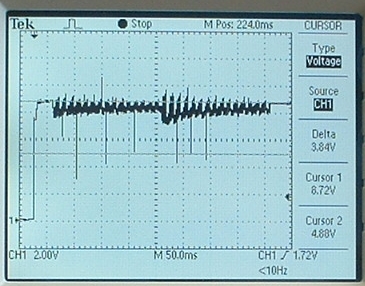 Tek Stop M Pos: 224.0ms CURSOR
Type
Voltage
Source
CH1
Delta
3.84V
Cursor 1
8.72V
Cursor 2
4.88V
1
CH1 2.00V M 50.0ms CH1 1.72V
<10Hz